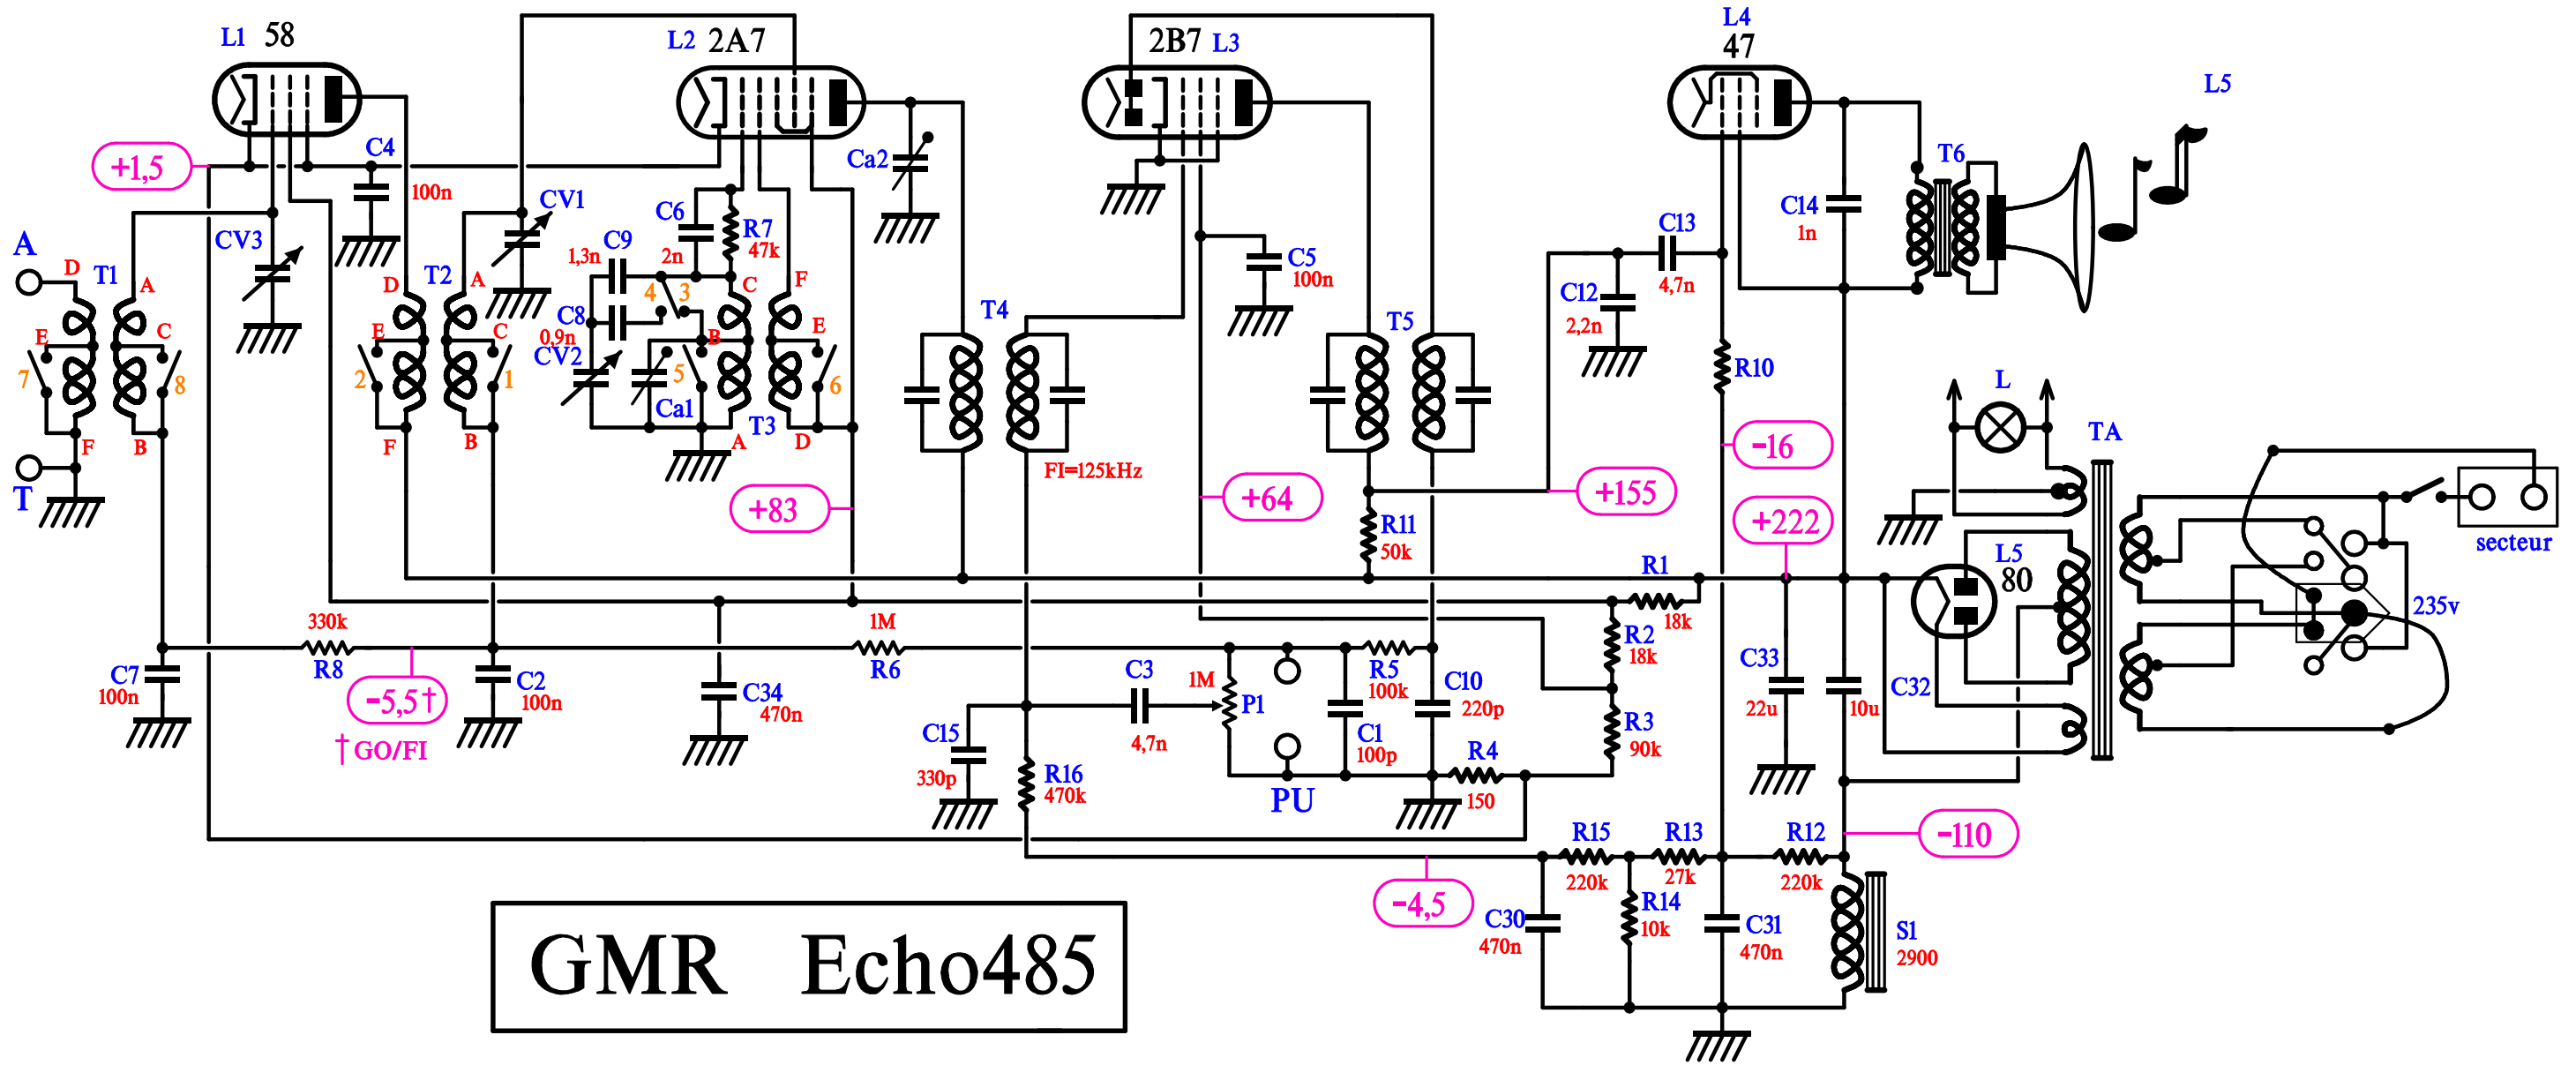 L1 58
L2 2A7
2B7 L3
L4
47
L5
+1,5
C4
100n
Ca2
T6
A
D
T1
A
CV3
CV1
C6
2n
R7
47k
C9
1,3n
C13
4,7n
C14
1n
C5
100n
D
T2
A
C
F
4
3
C8
0,9n
CV2
C12
2,2n
T4
T5
E
C
E
C
B
E
7
8
2
1
5
6
Ca1
R10
L
TA
F
B
F
B
A
T3
D
T
FI=125kHz
-16
+83
+64
+155
+222
R11
50k
L5
80
secteur
235v
R1
18k
330k
R8
1M
R6
R2
18k
C7
100n
-5,5†
† GO/FI
C2
100n
C34
470n
C3
4,7n
1M
P1
R5
100k
C10
220p
C33
22u
10u
C32
C15
330p
R16
470k
C1
100p
R4
150
R3
90k
PU
-110
R15
220k
R13
27k
R12
220k
-4,5
C30
470n
R14
10k
C31
470n
S1
2900
GMR Echo485